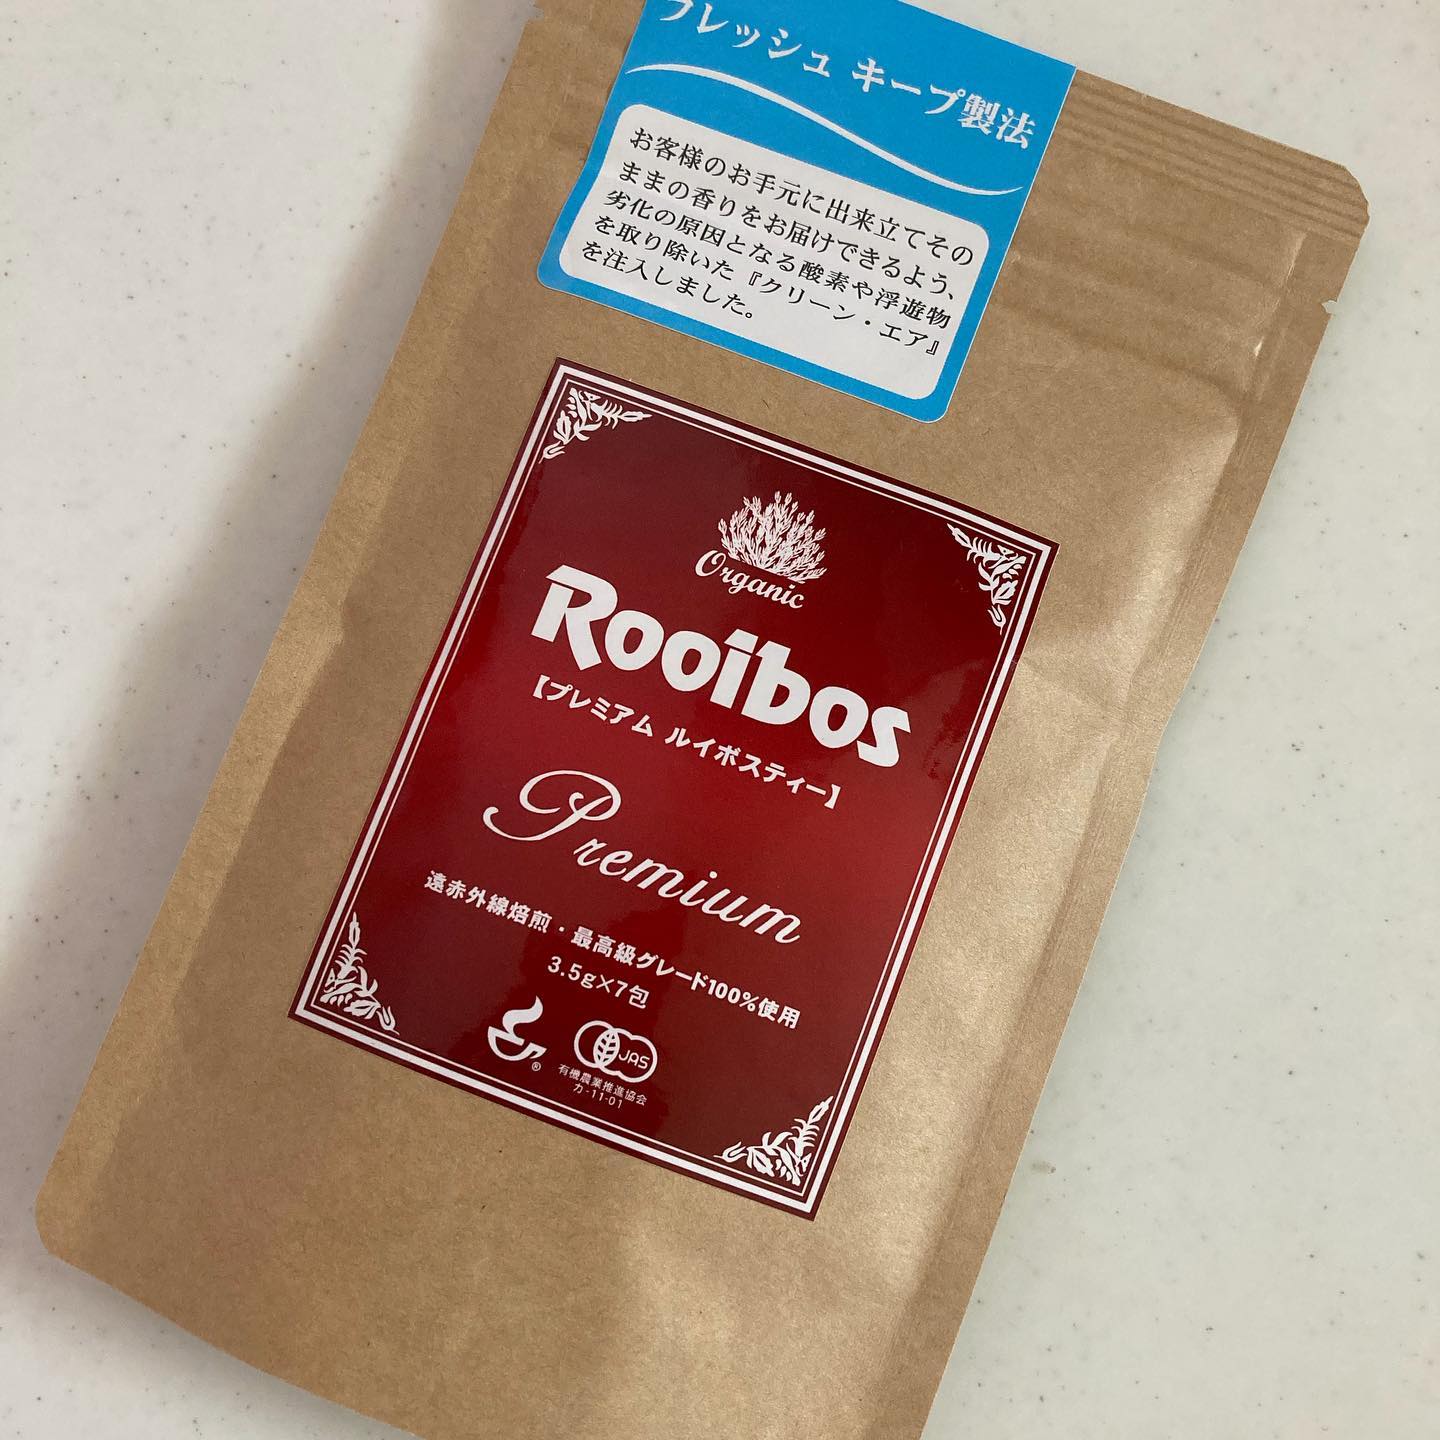 フレッシュ キープ製法
お客様のお手元に出来立てその
ままの香りをお届けできるよう、
劣化の原因となる酸素や浮遊物
を取り除いた『クリーン・エア』
を注入しました。
Organic
Rooibos
【プレミアム ルイボスティー】
Premium
遠赤外線焙煎・最高級グレード100%使用
3.5g×7包
®
JAS
有機農業推進協会
カ-11-01